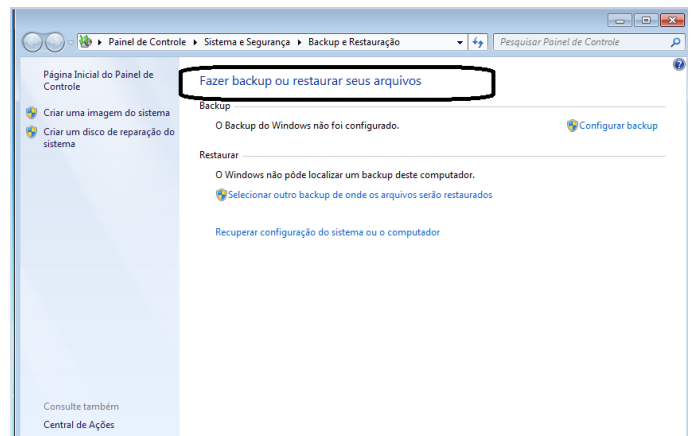 Painel de Controle
Sistema e Segurança
Backup e Restauração
Pesquisar Painel de Controle
Página Inicial do Painel de
Controle
Criar uma imagem do sistema
Criar um disco de reparação do
sistema
Fazer backup ou restaurar seus arquivos
Backup
O Backup do Windows não foi configurado.
Configurar backup
Restaurar
O Windows não pôde localizar um backup deste computador.
Selecionar outro backup de onde os arquivos serão restaurados
Recuperar configuração do sistema ou o computador
Consulte também
Central de Ações